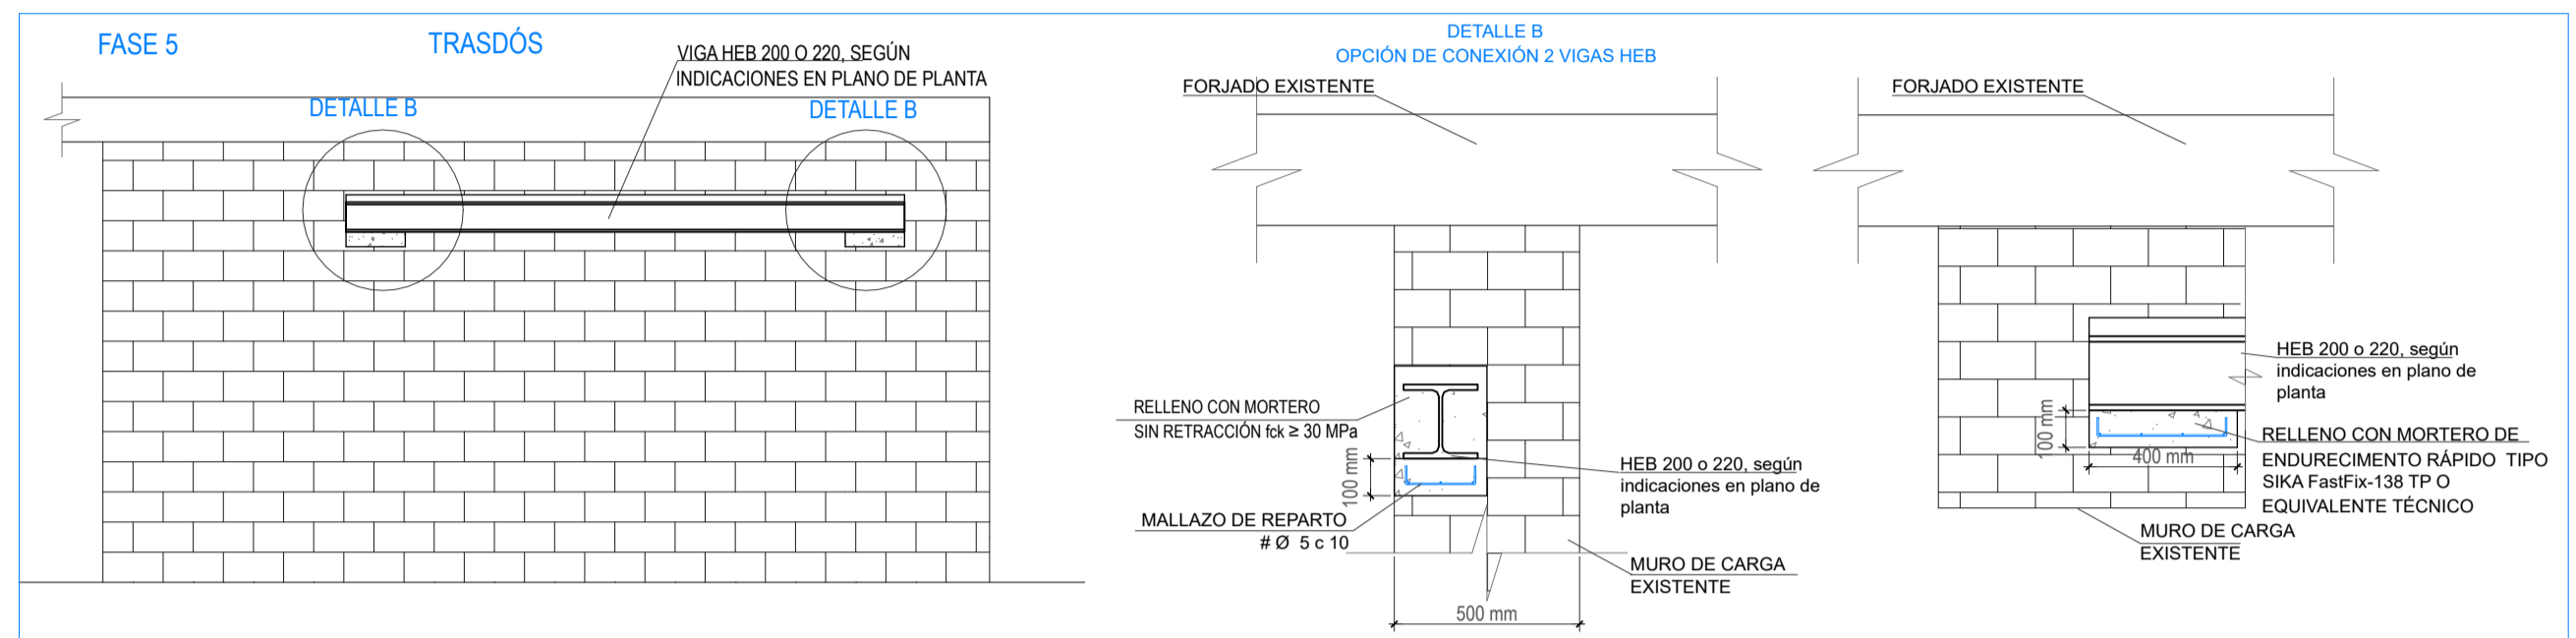 FASE 5
TRASDÓS
VIGA HEB 200 O 220, SEGÚN
INDICACIONES EN PLANO DE PLANTA
DETALLE B
DETALLE B
DETALLE B
OPCIÓN DE CONEXIÓN 2 VIGAS HEB
FORJADO EXISTENTE
RELLENO CON MORTERO
SIN RETRACCIÓN fck ≥ 30 MPa
100 mm
MALLAZO DE REPARTO
# Ø 5 c 10
HEB 200 o 220, según
indicaciones en plano de
planta
MURO DE CARGA
EXISTENTE
500 mm
FORJADO EXISTENTE
HEB 200 o 220, según
indicaciones en plano de
planta
100 mm
400 mm
RELLENO CON MORTERO DE
ENDURECIMENTO RÁPIDO TIPO
SIKA FastFix-138 TP O
EQUIVALENTE TÉCNICO
MURO DE CARGA
EXISTENTE